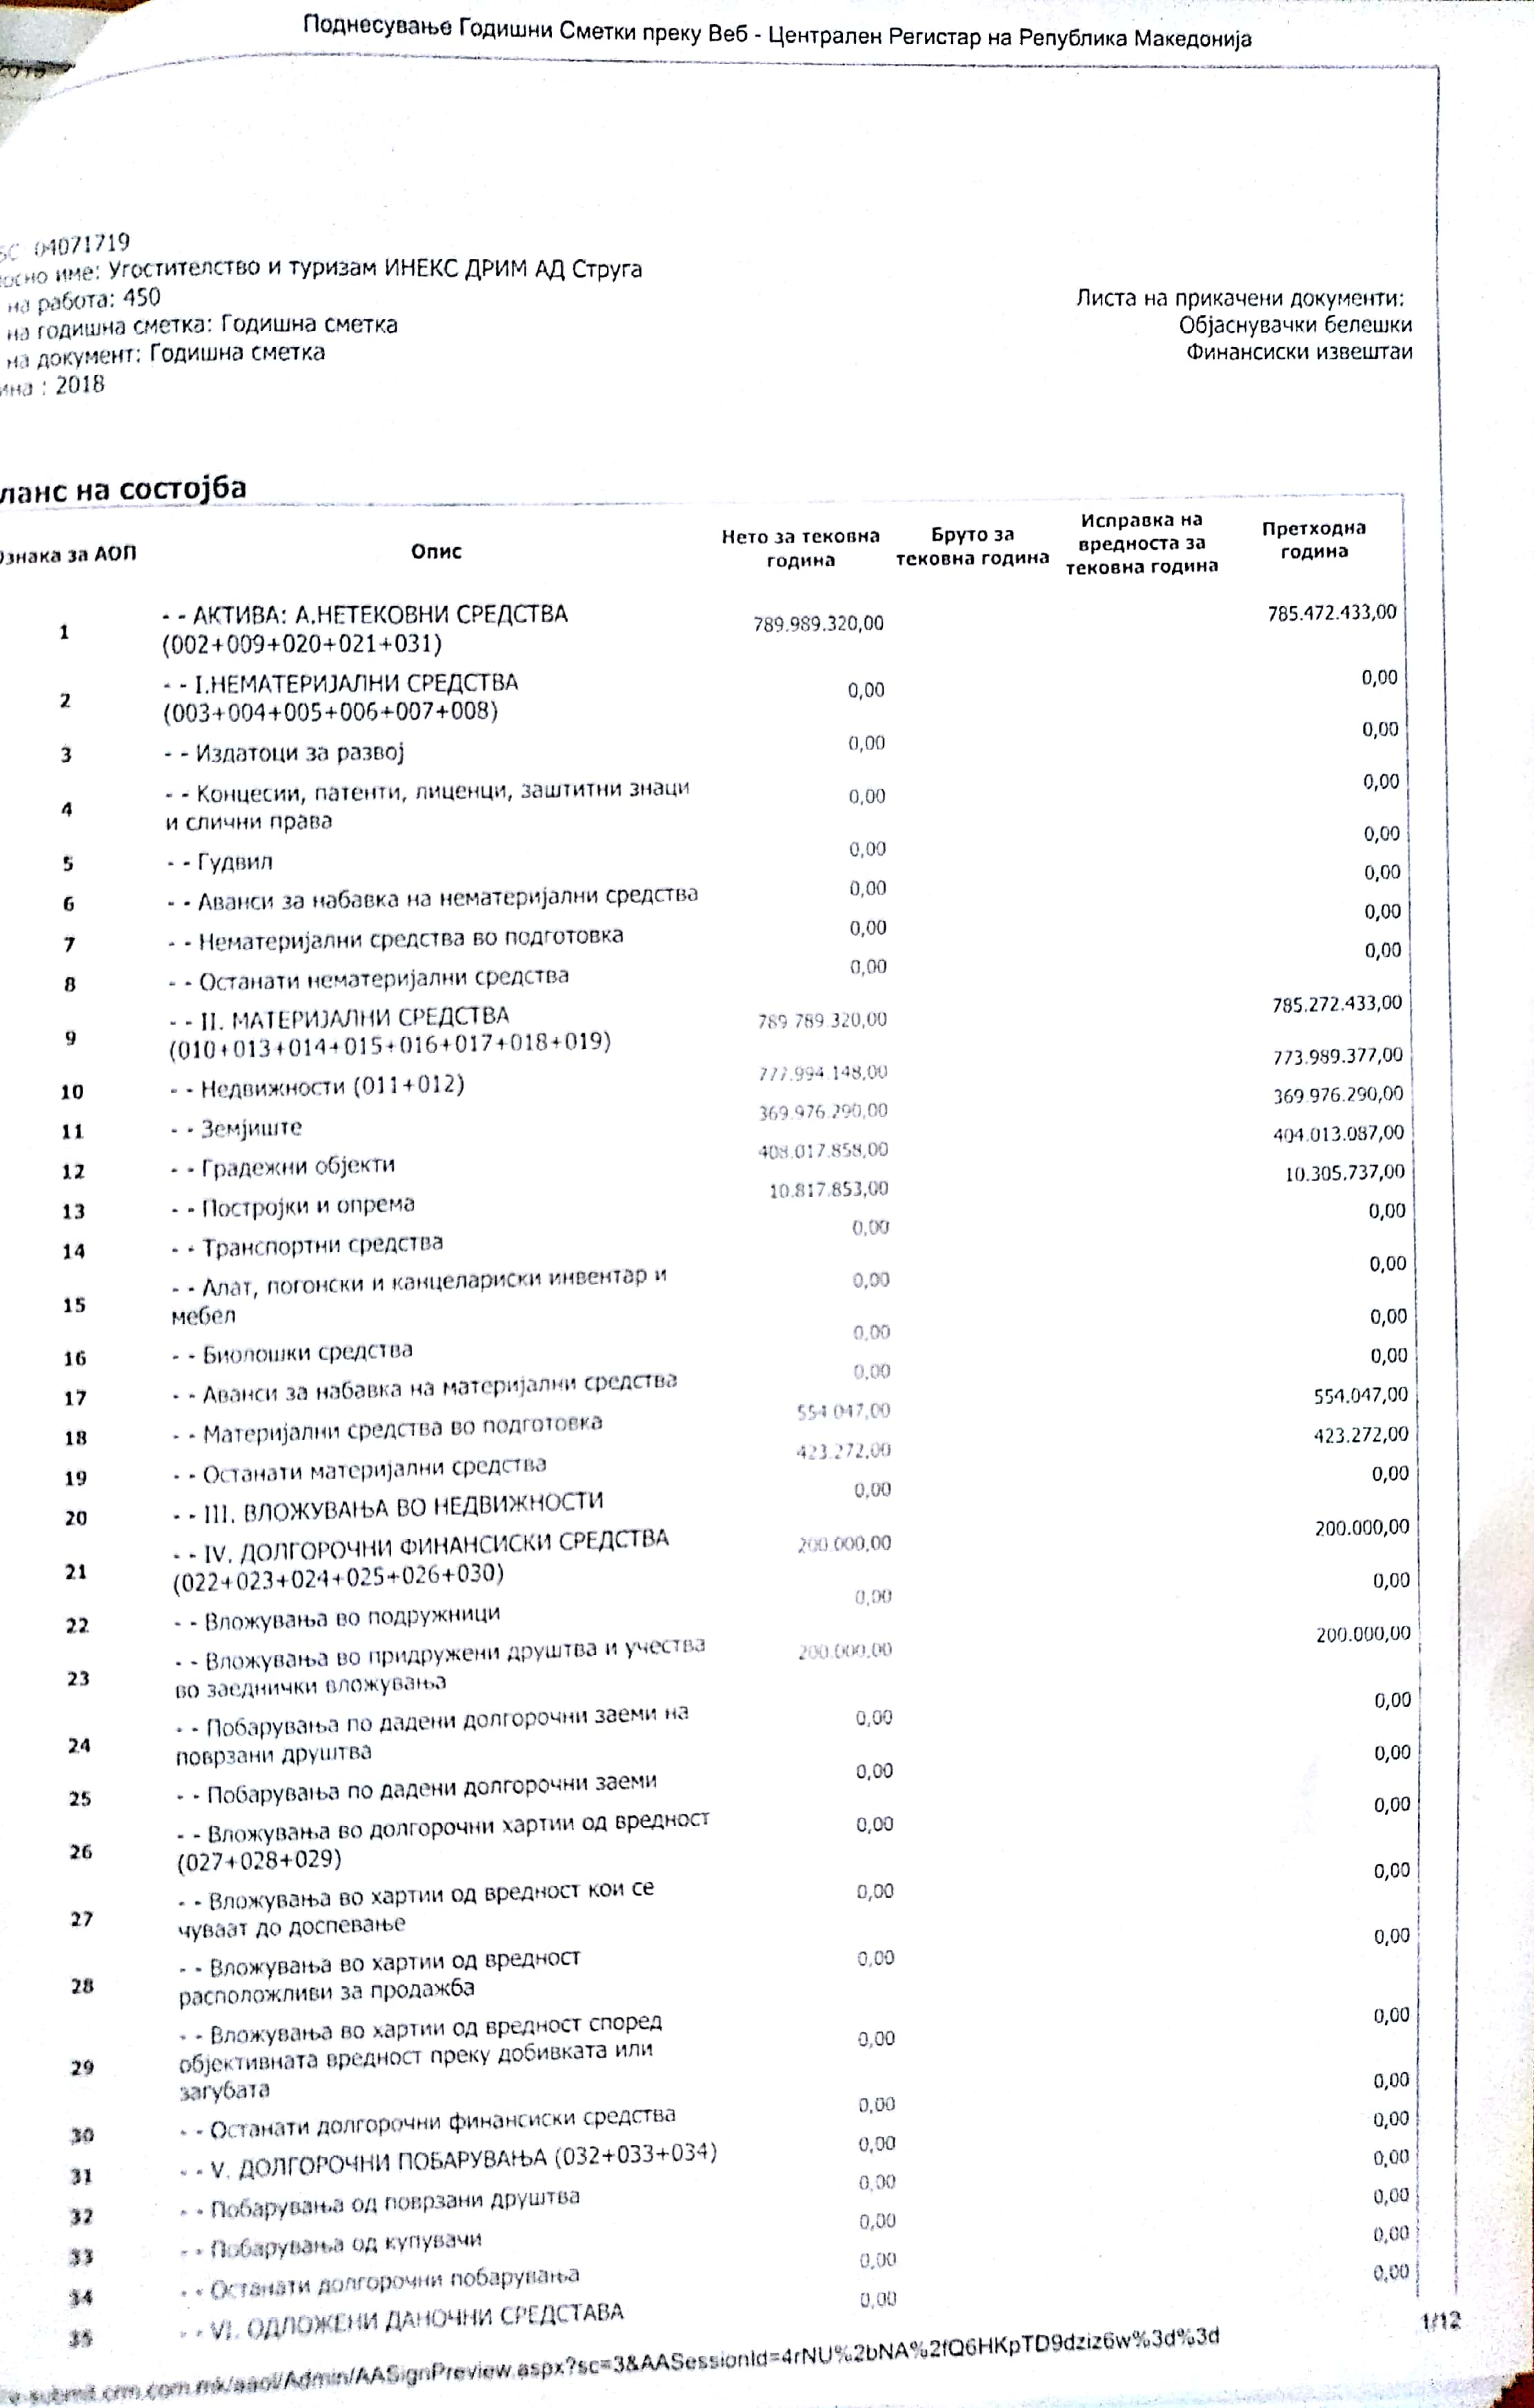 Поднесување Годишни Сметки преку Веб - Централен Регистар на Република Македонија
04071719
име: Угостителство и туризам ИНЕКС ДРИМ АД Струга
на работа: 450
на годишна сметка: Годишна сметка
на документ: Годишна сметка
: 2018
Листа на прикачени документи:
Објаснувачки белешки
Финансиски извештаи
ланс на состојба
Ознака за АОП Опис Нето за тековна година Бруто за тековна година Исправка на вредноста за тековна година Претходна година
1 - - АКТИВА: А.НЕТЕКОВНИ СРЕДСТВА 789.989.320,00 785.472.433,00
(002+009+020+021+031)
2 - - I.НЕМАТЕРИЈАЛНИ СРЕДСТВА 0,00 0,00
(003+004+005+006+007+008)
3 - - Издатоци за развој 0,00 0,00
4 - - Концесии, патенти, лиценци, заштитни знаци 0,00 0,00
и слични права
5 - - Гудвил 0,00 0,00
6 - - Аванси за набавка на нематеријални средства 0,00 0,00
7 - - Нематеријални средства во подготовка 0,00 0,00
8 - - Останати нематеријални средства 0,00 0,00
9 - - II. МАТЕРИЈАЛНИ СРЕДСТВА 789.789.320,00 785.272.433,00
(010+013+014+015+016+017+018+019)
10 - - Недвижности (011+012) 777.994.148,00 773.989.377,00
11 - - Земјиште 369.976.290,00 369.976.290,00
12 - - Градежни објекти 408.017.858,00 404.013.087,00
13 - - Постројки и опрема 10.817.853,00 10.305.737,00
14 - - Транспортни средства 0,00 0,00
15 - - Алат, погонски и канцелариски инвентар и 0,00 0,00
мебел
16 - - Биолошки средства 0,00 0,00
17 - - Аванси за набавка на материјални средства 0,00 0,00
18 - - Материјални средства во подготовка 554.047,00 554.047,00
19 - - Останати материјални средства 423.272,00 423.272,00
20 - - III. ВЛОЖУВАЊА ВО НЕДВИЖНОСТИ 0,00 0,00
21 - - IV. ДОЛГОРОЧНИ ФИНАНСИСКИ СРЕДСТВА 200.000,00 200.000,00
(022+023+024+025+026+030)
22 - - Вложувања во подружници 0,00 0,00
23 - - Вложувања во придружени друштва и учества 200.000,00 200.000,00
во заеднички вложувања
24 - - Побарувања по дадени долгорочни заеми на 0,00 0,00
поврзани друштва
25 - - Побарувања по дадени долгорочни заеми 0,00 0,00
26 - - Вложувања во долгорочни хартии од вредност 0,00 0,00
(027+028+029)
27 - - Вложувања во хартии од вредност кои се 0,00 0,00
чуваат до доспевање
28 - - Вложувања во хартии од вредност 0,00 0,00
расположливи за продажба
29 - - Вложувања во хартии од вредност според 0,00 0,00
објективната вредност преку добивката или
загубата
30 - - Останати долгорочни финансиски средства 0,00 0,00
31 - - V. ДОЛГОРОЧНИ ПОБАРУВАЊА (032+033+034) 0,00 0,00
32 - - Побарувања од поврзани друштва 0,00 0,00
33 - - Побарувања од купувачи 0,00 0,00
34 - - Останати долгорочни побарувања 0,00 0,00
35 - - VI. ОДЛОЖЕНИ ДАНОЧНИ СРЕДСТАВА 0,00 0,00
1/12
e-submit.crm.com.mk/aaol/Admin/AASignPreview.aspx?sc=3&AASessionId=4rNU%2bNA%2fQ6HKpTD9dziz6w%3d%3d